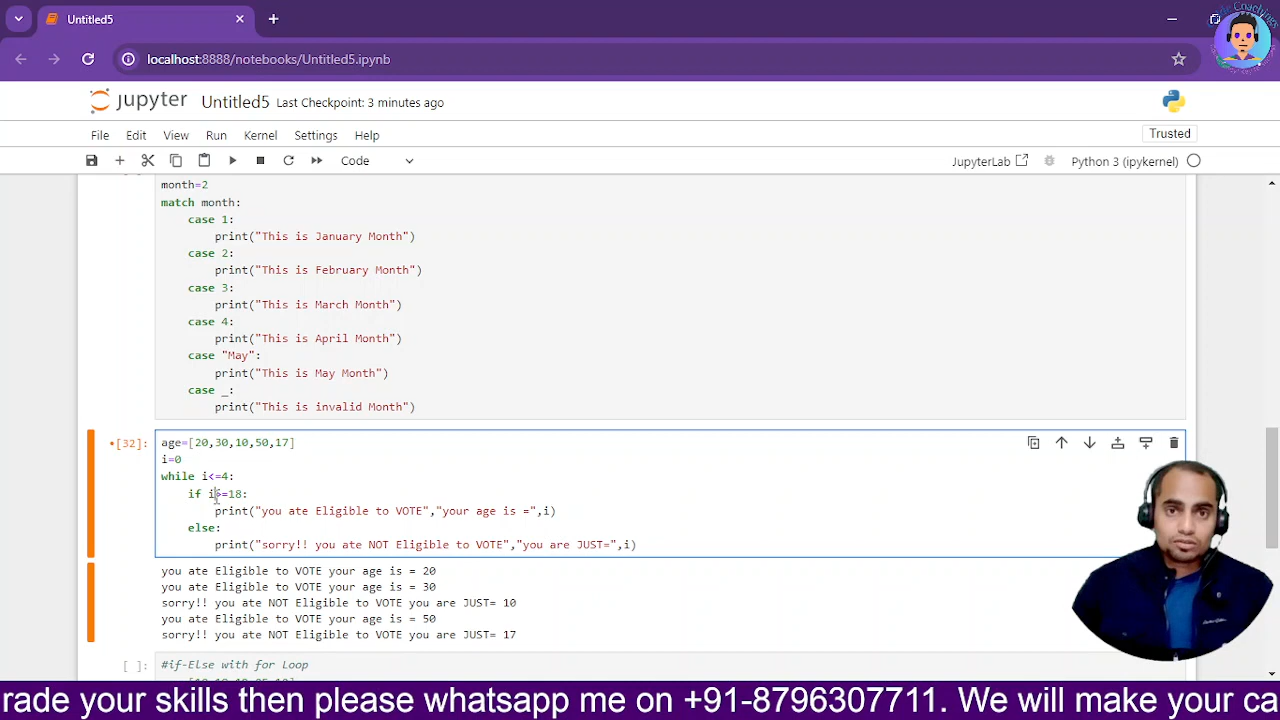 Untitled5
localhost:8888/notebooks/Untitled5.ipynb
jupyter Untitled5 Last Checkpoint: 3 minutes ago
File Edit View Run Kernel Settings Help
Trusted
Code
JupyterLab
Python 3 (ipykernel)
month=2
match month:
case 1:
print("This is January Month")
case 2:
print("This is February Month")
case 3:
print("This is March Month")
case 4:
print("This is April Month")
case "May":
print("This is May Month")
case _:
print("This is invalid Month")
[32]:
age=[20,30,10,50,17]
i=0
while i<=4:
if i>=18:
print("you ate Eligible to VOTE","your age is =",i)
else:
print("sorry!! you ate NOT Eligible to VOTE","you are JUST=",i)
you ate Eligible to VOTE your age is = 20
you ate Eligible to VOTE your age is = 30
sorry!! you ate NOT Eligible to VOTE you are JUST= 10
you ate Eligible to VOTE your age is = 50
sorry!! you ate NOT Eligible to VOTE you are JUST= 17
[ ]:
#if-Else with for Loop
rade your skills then please whatsapp me on +91-8796307711. We will make your ca